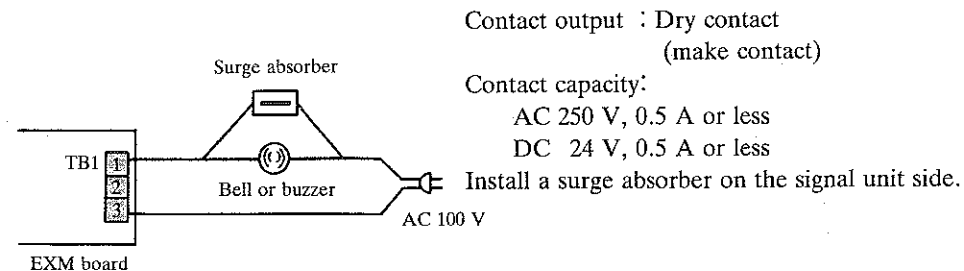 Contact output : Dry contact
(make contact)
Contact capacity:
AC 250 V, 0.5 A or less
DC 24 V, 0.5 A or less
Install a surge absorber on the signal unit side.
Surge absorber
TB1
1
2
3
Bell or buzzer
AC 100 V
EXM board